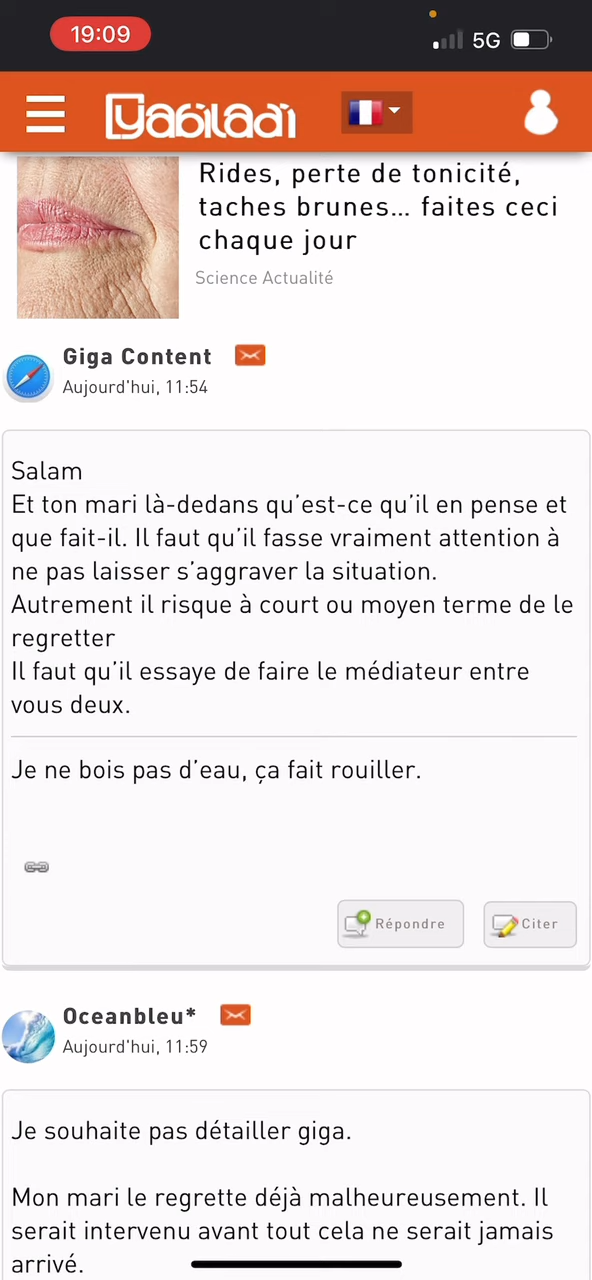 19:09
5G
Yabiladi
Rides, perte de tonicité,
taches brunes... faites ceci
chaque jour
Science Actualité
Giga Content
Aujourd'hui, 11:54
Salam
Et ton mari là-dedans qu'est-ce qu'il en pense et
que fait-il. Il faut qu'il fasse vraiment attention à
ne pas laisser s'aggraver la situation.
Autrement il risque à court ou moyen terme de le
regretter
Il faut qu'il essaye de faire le médiateur entre
vous deux.
Je ne bois pas d'eau, ça fait rouiller.
Répondre
Citer
Oceanbleu*
Aujourd'hui, 11:59
Je souhaite pas détailler giga.
Mon mari le regrette déjà malheureusement. Il
serait intervenu avant tout cela ne serait jamais
arrivé.